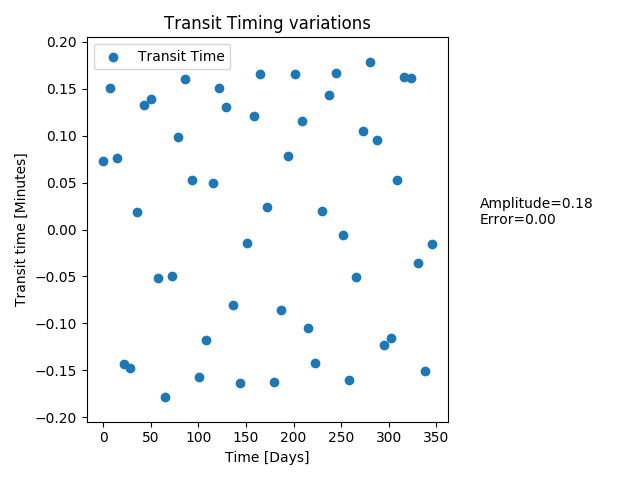 Transit Timing variations
Transit Time
0.20
0.15
0.10
0.05
0.00
−0.05
−0.10
−0.15
−0.20
Transit time [Minutes]
0 50 100 150 200 250 300 350
Time [Days]
Amplitude=0.18
Error=0.00